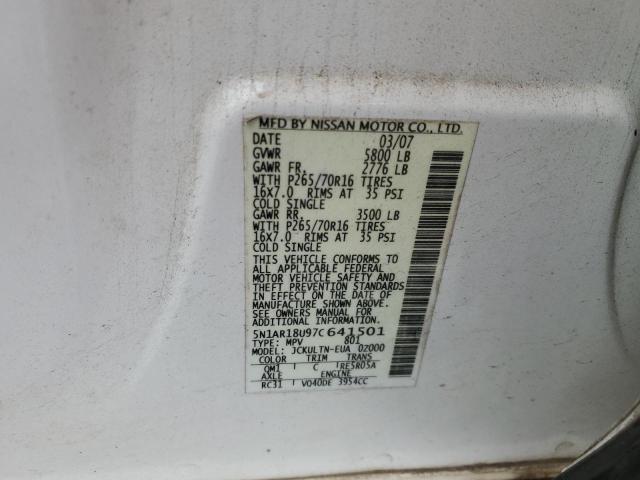 MFD BY NISSAN MOTOR CO., LTD.
DATE 03/07
GVWR 5800 LB
GAWR FR. 2776 LB
WITH P265/70R16 TIRES
16X7.0 RIMS AT 35 PSI
COLD SINGLE
GAWR RR. 3500 LB
WITH P265/70R16 TIRES
16X7.0 RIMS AT 35 PSI
COLD SINGLE
THIS VEHICLE CONFORMS TO
ALL APPLICABLE FEDERAL
MOTOR VEHICLE SAFETY AND
THEFT PREVENTION STANDARDS
IN EFFECT ON THE DATE OF
MANUFACTURE SHOWN ABOVE.
SEE OWNERS MANUAL FOR
FURTHER INFORMATION
5N1AR18U97C641501
TYPE: MPV 801
MODEL: JCKULTN-EUA 02000
COLOR TRIM TRANS
QM1 C RE5R05A
AXLE ENGINE
RC31 VQ40DE 3954CC